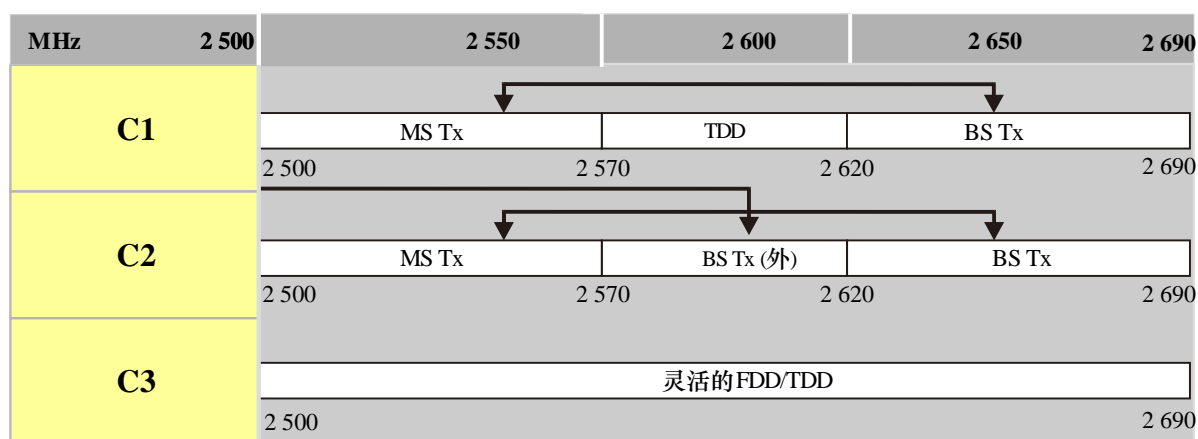 MHz 2 500 2 550 2 600 2 650 2 690
C1 MS Tx TDD BS Tx
2 500 2 570 2 620 2 690
C2 MS Tx BS Tx (外) BS Tx
2 500 2 570 2 620 2 690
C3 灵活的FDD/TDD
2 500 2 690